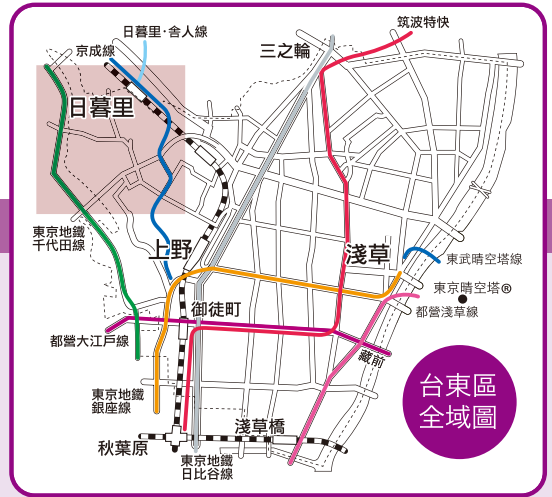 日暮里・舍人線
筑波特快
京成線
三之輪
日暮里
東京地鐵
千代田線
上野
淺草
東武晴空塔線
東京晴空塔®
都營淺草線
御徒町
都營大江戶線
藏前
東京地鐵
銀座線
台東區
全域圖
淺草橋
秋葉原
東京地鐵
日比谷線